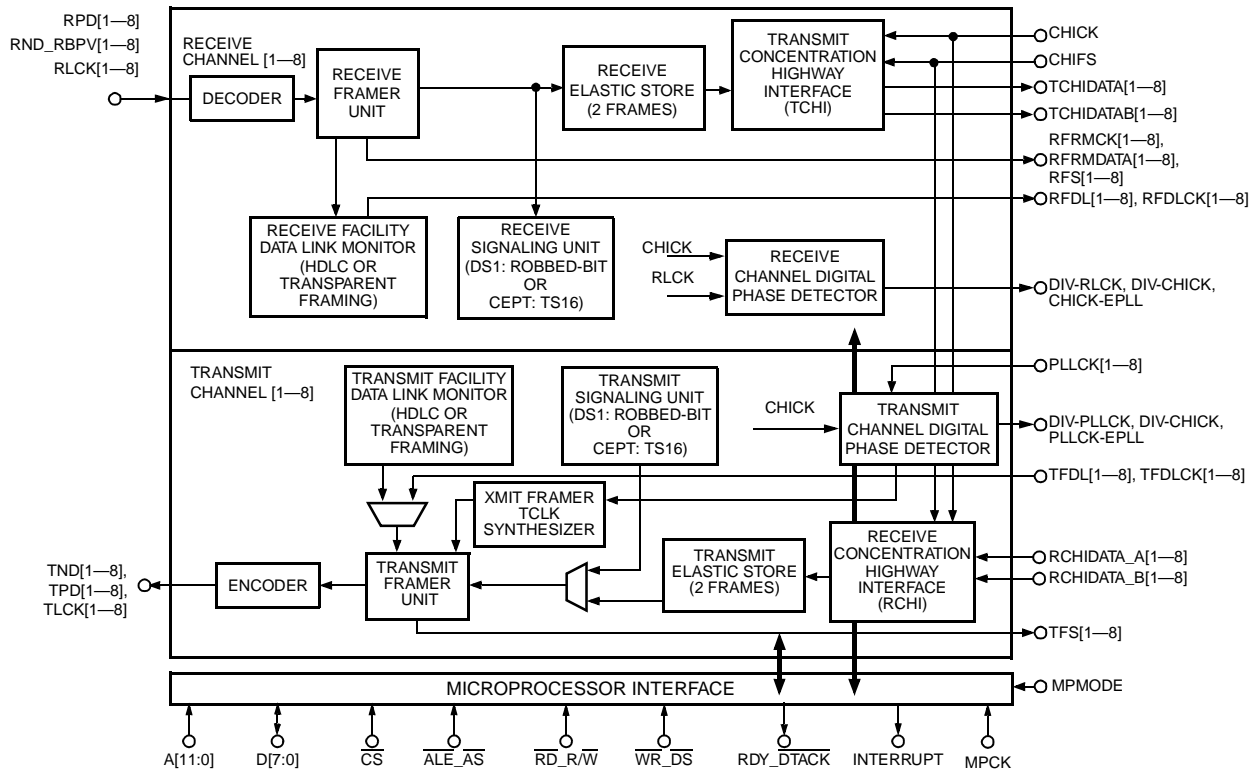 RPD[1—8]
RND_RBPV[1—8]
RLCK[1—8]
RECEIVE
CHANNEL [1—8]
DECODER
RECEIVE
FRAMER
UNIT
RECEIVE
ELASTIC STORE
(2 FRAMES)
TRANSMIT
CONCENTRATION
HIGHWAY
INTERFACE
(TCHI)
CHICK
CHIFS
TCHIDATA[1—8]
TCHIDATAB[1—8]
RFRMCK[1—8],
RFRMDATA[1—8],
RFS[1—8]
RFDL[1—8], RFDLCK[1—8]
RECEIVE FACILITY
DATA LINK MONITOR
(HDLC OR
TRANSPARENT
FRAMING)
RECEIVE
SIGNALING UNIT
(DS1: ROBBED-BIT
OR
CEPT: TS16)
CHICK
RLCK
RECEIVE
CHANNEL DIGITAL
PHASE DETECTOR
DIV-RLCK, DIV-CHICK,
CHICK-EPLL
TRANSMIT
CHANNEL [1—8]
TRANSMIT FACILITY
DATA LINK MONITOR
(HDLC OR
TRANSPARENT
FRAMING)
TRANSMIT
SIGNALING UNIT
(DS1: ROBBED-BIT
OR
CEPT: TS16)
CHICK
TRANSMIT
CHANNEL DIGITAL
PHASE DETECTOR
PLLCK[1—8]
DIV-PLLCK, DIV-CHICK,
PLLCK-EPLL
TFDL[1—8], TFDLCK[1—8]
XMIT FRAMER
TCLK
SYNTHESIZER
TND[1—8],
TPD[1—8],
TLCK[1—8]
ENCODER
TRANSMIT
FRAMER
UNIT
TRANSMIT
ELASTIC STORE
(2 FRAMES)
RECEIVE
CONCENTRATION
HIGHWAY
INTERFACE
(RCHI)
RCHIDATA_A[1—8]
RCHIDATA_B[1—8]
TFS[1—8]
MICROPROCESSOR INTERFACE
MPMODE
A[11:0]
D[7:0]
CS
ALE_AS
RD_R/W
WR_DS
RDY_DTACK
INTERRUPT
MPCK